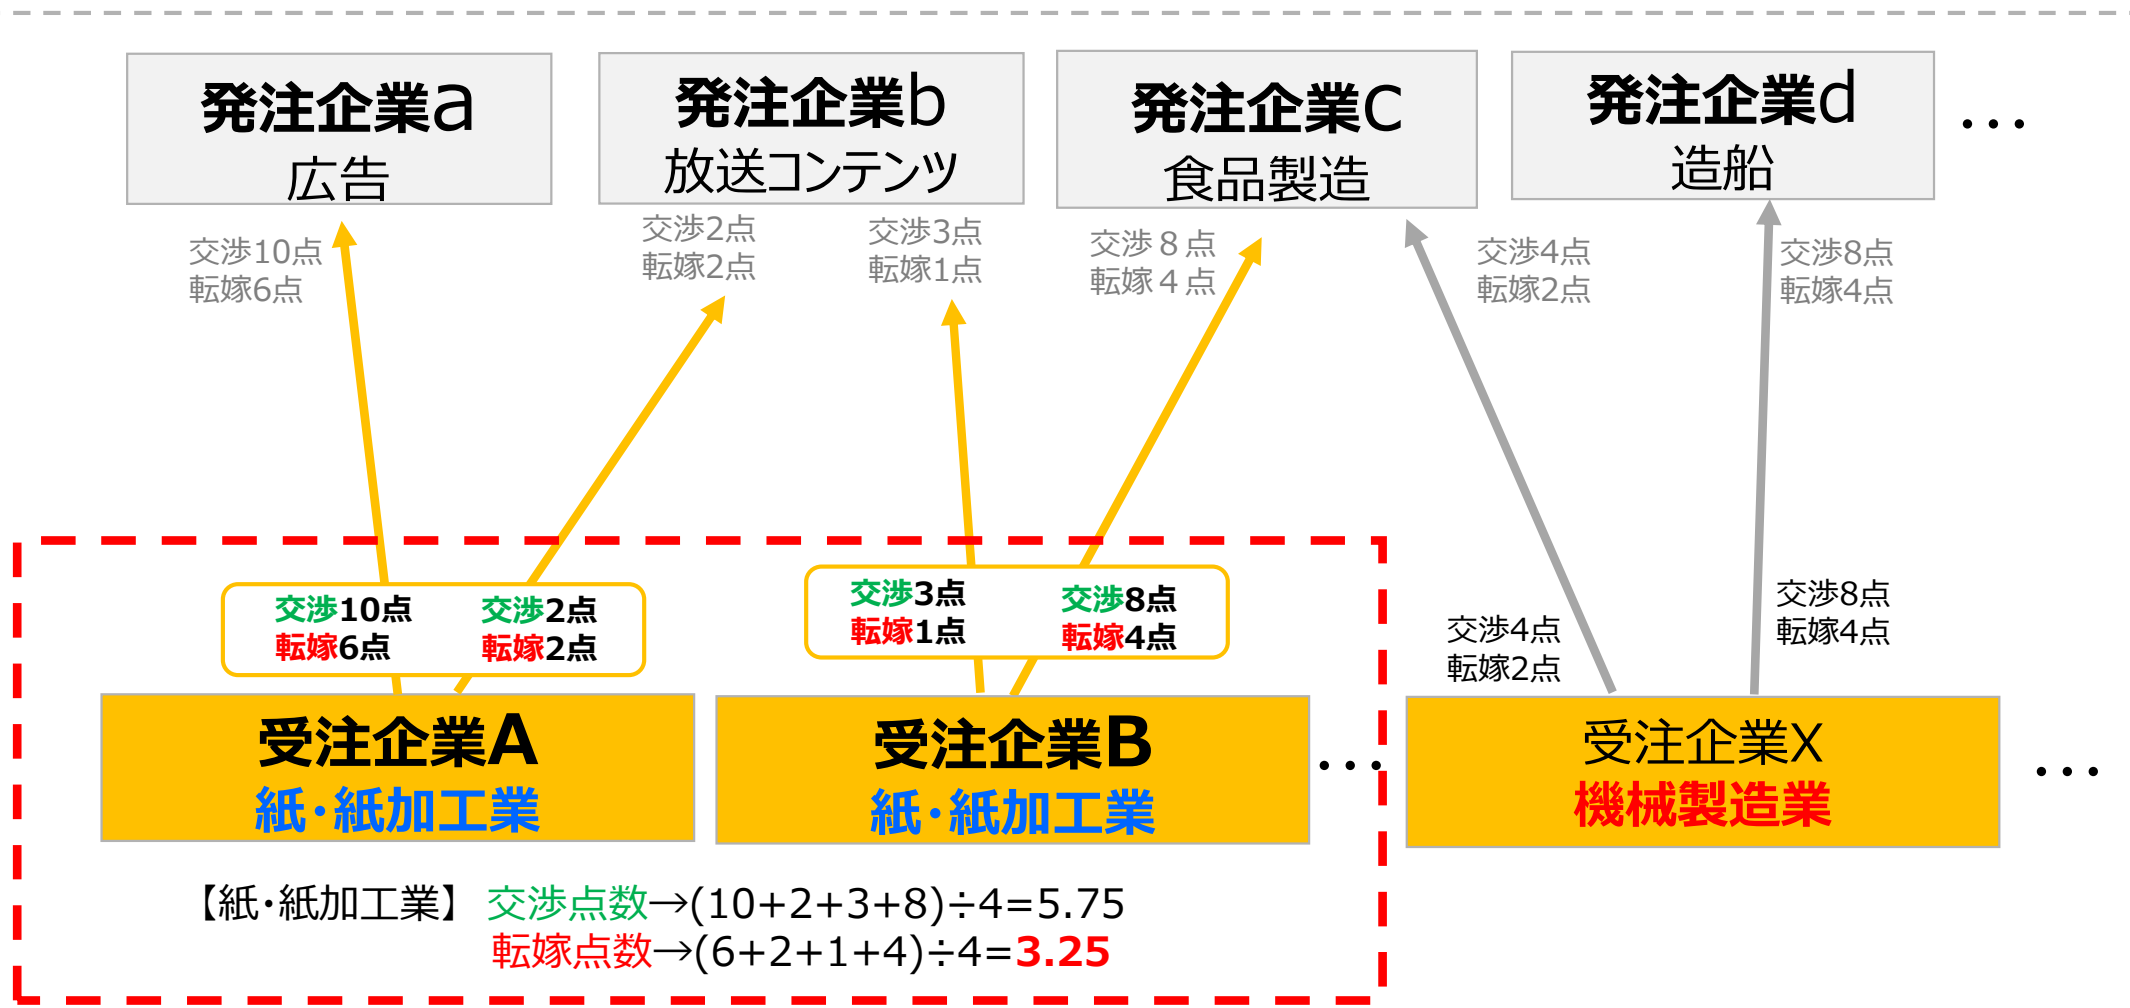 発注企業a
広告
発注企業b
放送コンテンツ
発注企業c
食品製造
発注企業d
造船
…
交渉10点
転嫁6点
交渉2点
転嫁2点
交渉3点
転嫁1点
交渉８点
転嫁４点
交渉4点
転嫁2点
交渉8点
転嫁4点
交渉10点
転嫁6点
交渉2点
転嫁2点
交渉3点
転嫁1点
交渉8点
転嫁4点
交渉4点
転嫁2点
交渉8点
転嫁4点
受注企業A
紙・紙加工業
受注企業B
紙・紙加工業
…
受注企業X
機械製造業
…
【紙・紙加工業】 交渉点数→(10+2+3+8)÷4=5.75
転嫁点数→(6+2+1+4)÷4=3.25